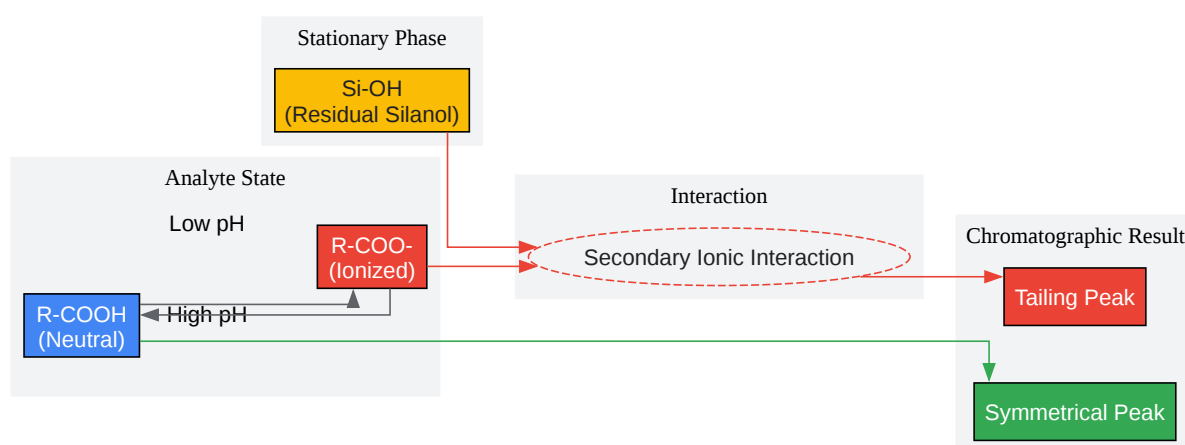 Stationary Phase
Si-OH
(Residual Silanol)
Analyte State
Low pH
R-COO-
(Ionized)
R-COOH
(Neutral)
High pH
Interaction
Secondary Ionic Interaction
Chromatographic Result
Tailing Peak
Symmetrical Peak